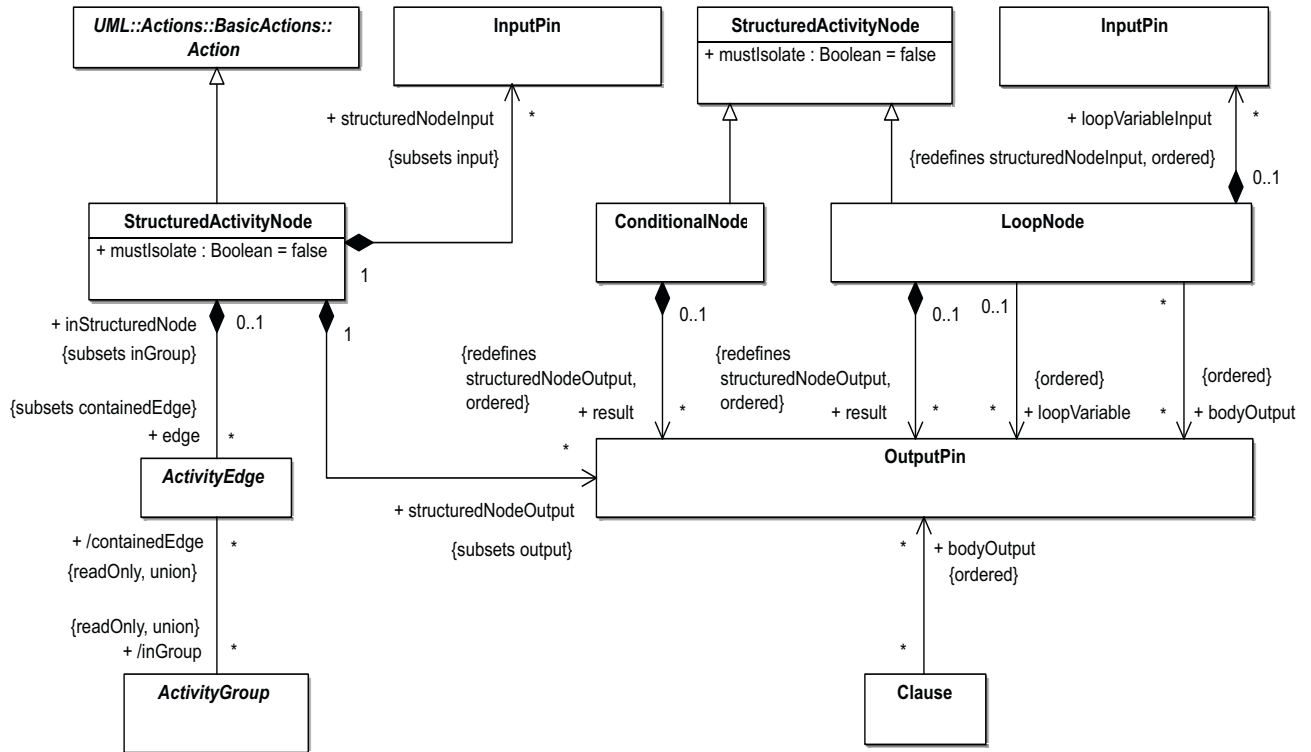 UML::Actions::BasicActions::
Action
InputPin
StructuredActivityNode
+ mustIsolate : Boolean = false
InputPin
+ structuredNodeInput
*
{subsets input}
+ loopVariableInput
*
{redefines structuredNodeInput, ordered}
0..1
StructuredActivityNode
+ mustIsolate : Boolean = false
1
ConditionalNode
LoopNode
+ inStructuredNode
0..1
{subsets inGroup}
1
0..1
0..1
0..1
*
{redefines
structuredNodeOutput,
ordered}
+ result
*
{redefines
structuredNodeOutput,
ordered}
+ result
*
{ordered}
*
+ loopVariable
{ordered}
*
+ bodyOutput
{subsets containedEdge}
+ edge
*
*
OutputPin
ActivityEdge
+ structuredNodeOutput
{subsets output}
+ /containedEdge
*
{readOnly, union}
*
+ bodyOutput
{ordered}
{readOnly, union}
+ /inGroup
*
*
ActivityGroup
Clause